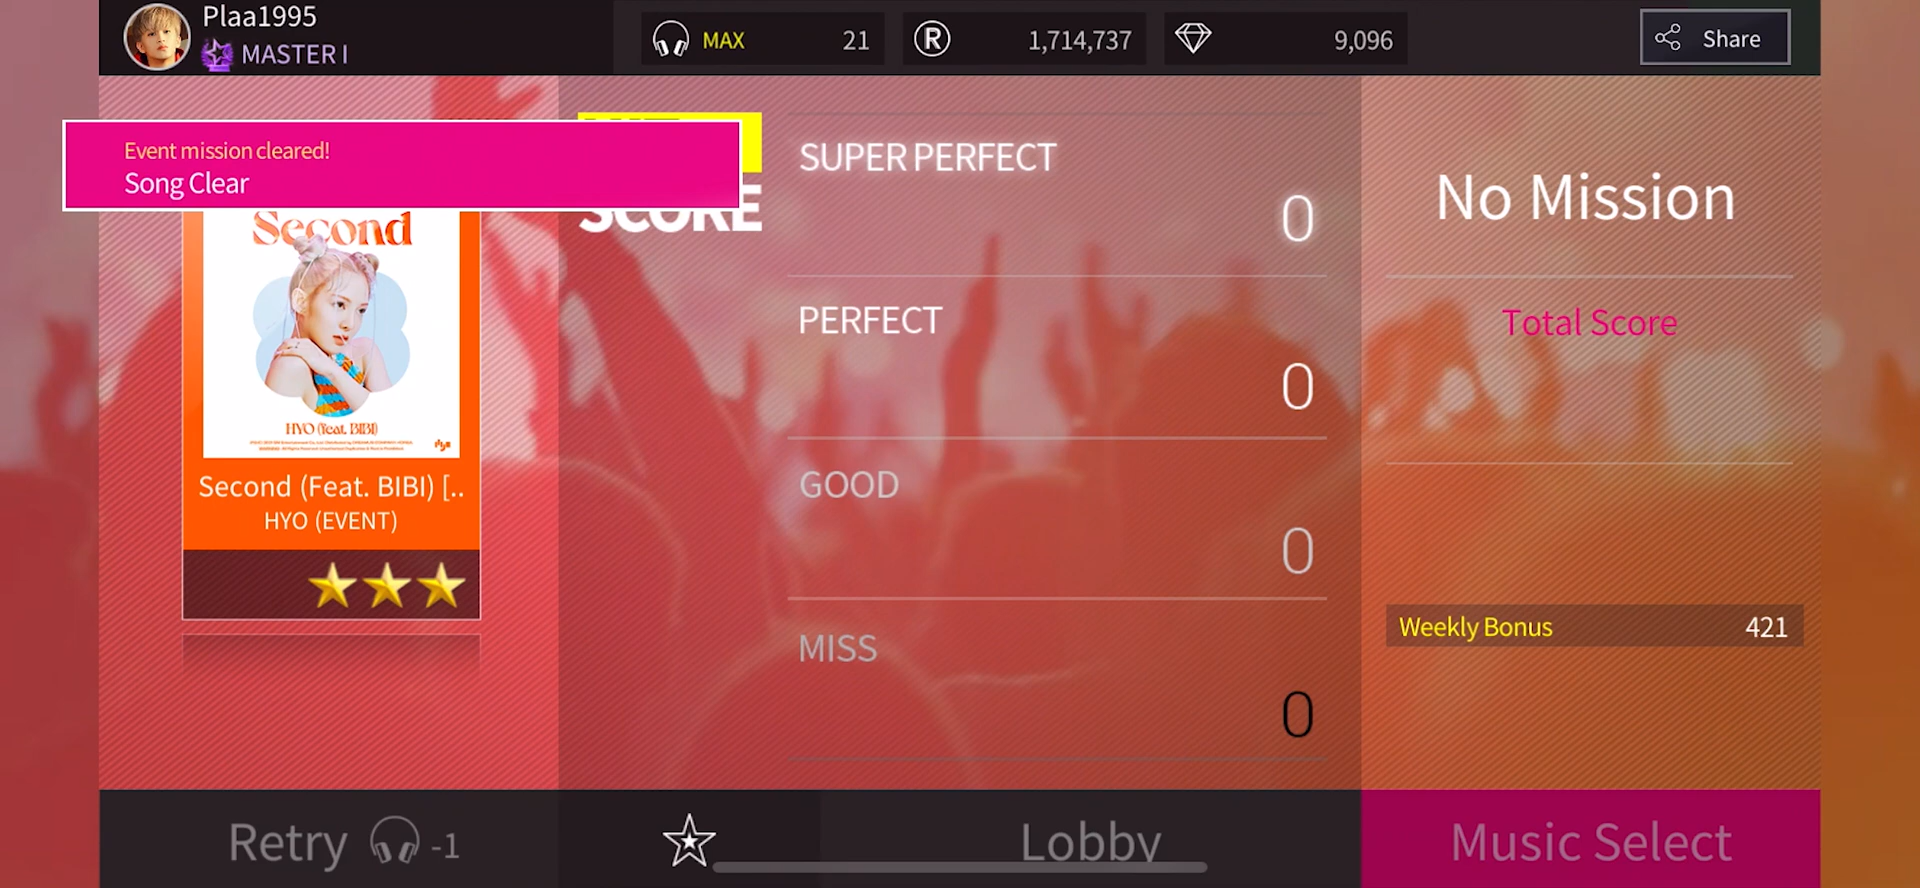 Plaa1995
MASTER I
MAX 21
R 1,714,737
9,096
Share
Event mission cleared!
Song Clear
SCORE
Second
HYO (feat. BIBI)
Second (Feat. BIBI) [..
HYO (EVENT)
SUPER PERFECT
0
PERFECT
0
GOOD
0
MISS
0
No Mission
Total Score
Weekly Bonus 421
Retry -1
Lobby
Music Select